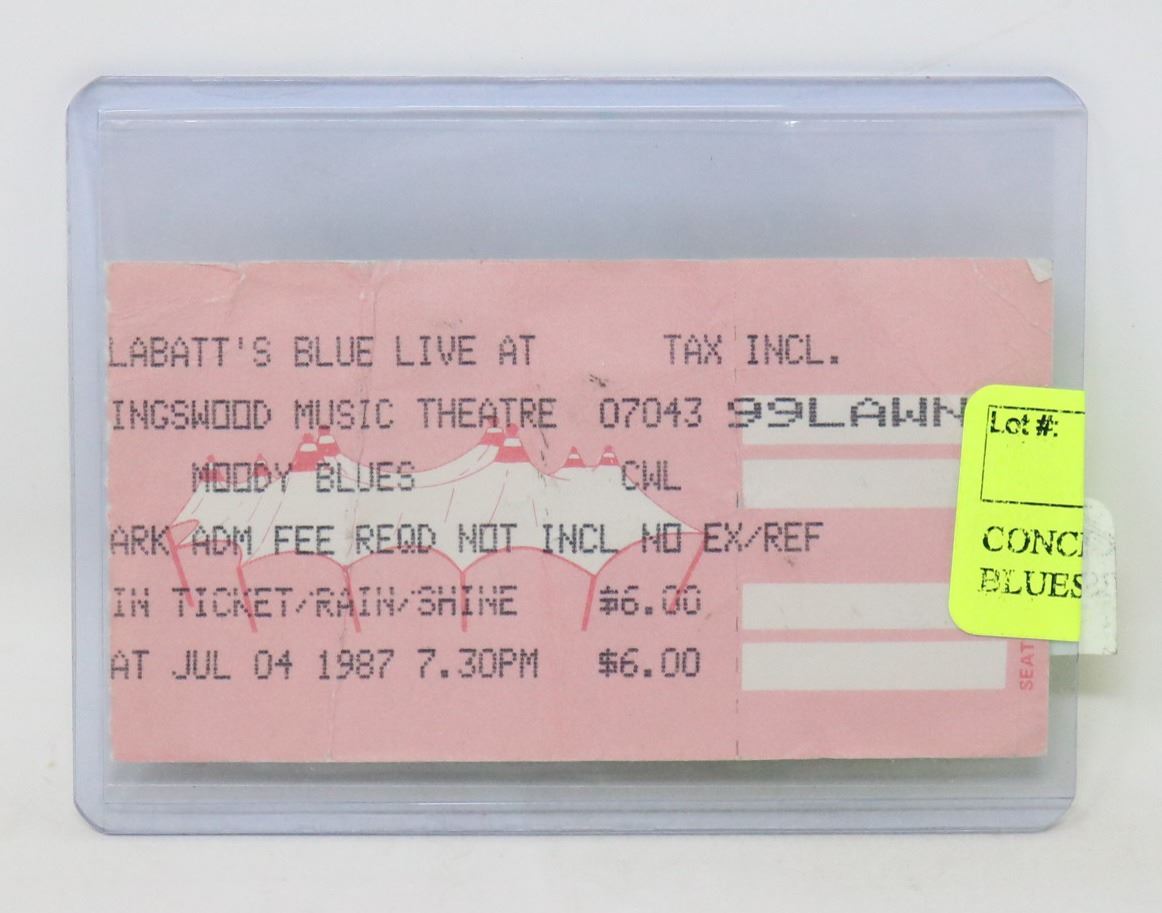 LABATT'S BLUE LIVE AT TAX INCL.
INGSWOOD MUSIC THEATRE 07043 99LAWN
MOODY BLUES CWL
ARK ADM FEE REQD NOT INCL NO EX/REF
IN TICKET/RAIN/SHINE $6.00
AT JUL 04 1987 7.30PM $6.00
SEAT
Lot #:
CONC
BLUES